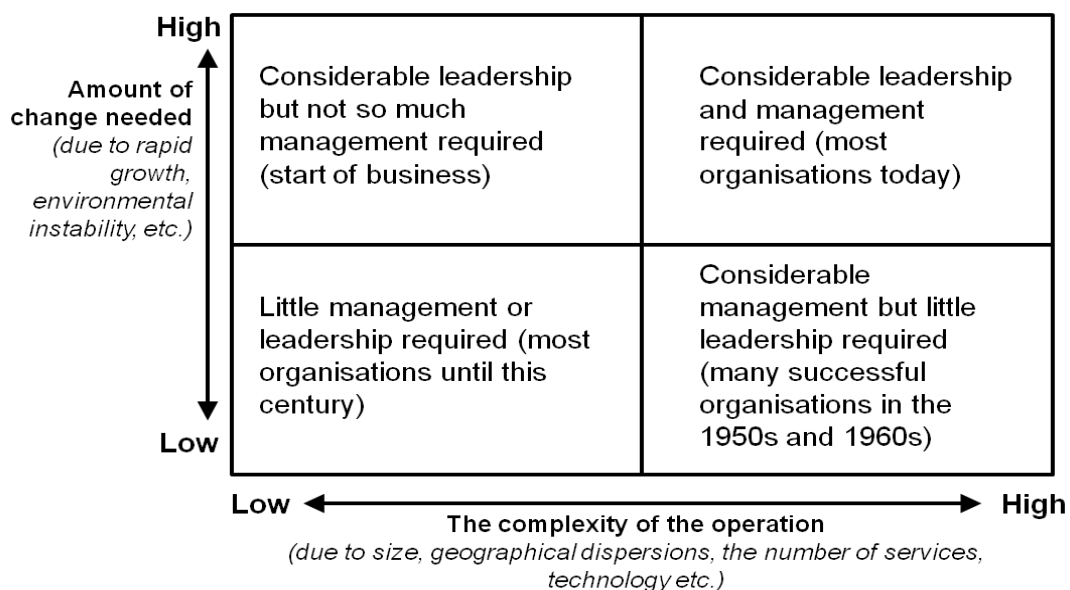 High
Amount of
change needed
(due to rapid
growth,
environmental
instability, etc.)
Low
Considerable leadership
but not so much
management required
(start of business)
Considerable leadership
and management
required (most
organisations today)
Little management or
leadership required (most
organisations until this
century)
Considerable
management but little
leadership required
(many successful
organisations in the
1950s and 1960s)
Low
High
The complexity of the operation
(due to size, geographical dispersions, the number of services,
technology etc.)